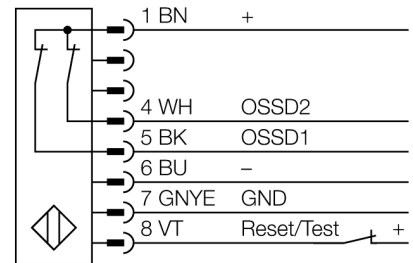 1 BN +
4 WH OSSD2
5 BK OSSD1
6 BU –
7 GNYE GND
8 VT Reset/Test +